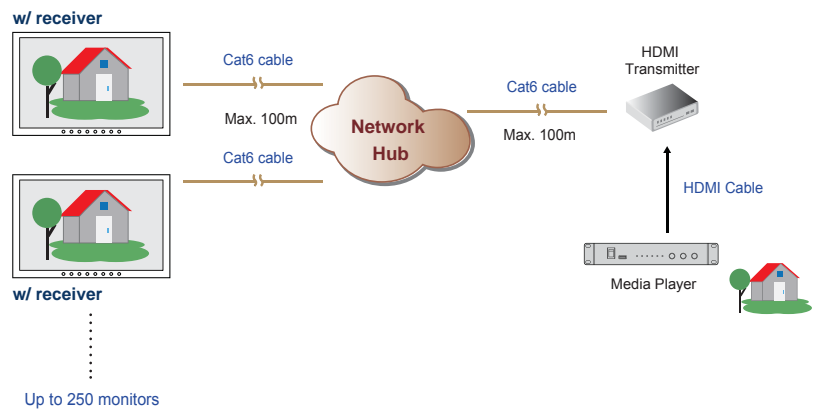 w/ receiver
Cat6 cable
Max. 100m
Cat6 cable
w/ receiver
Up to 250 monitors
Network
Hub
Cat6 cable
Max. 100m
HDMI
Transmitter
HDMI Cable
Media Player